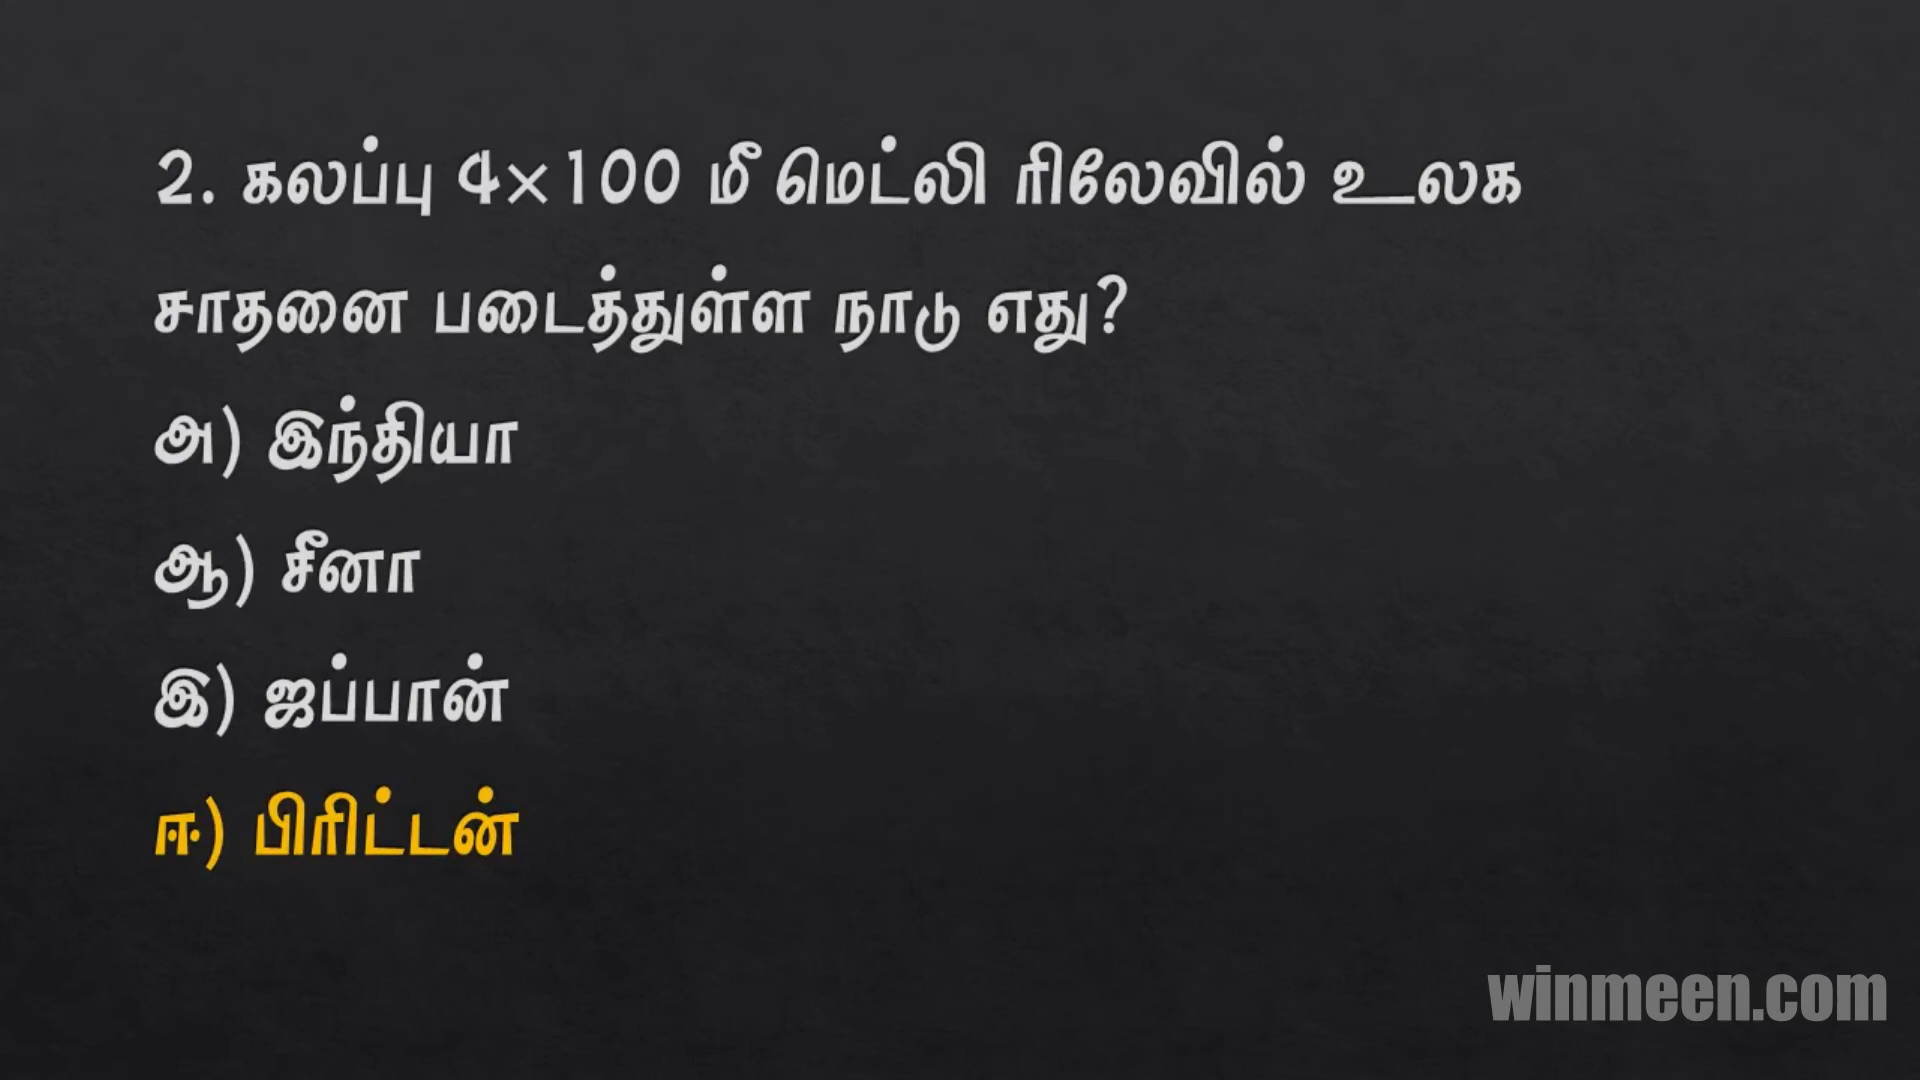 2. கலப்பு 4×100 மீ மெட்லி ரிலேவில் உலக
சாதனை படைத்துள்ள நாடு எது?
அ) இந்தியா
ஆ) சீனா
இ) ஜப்பான்
ஈ) பிரிட்டன்
winmeen.com